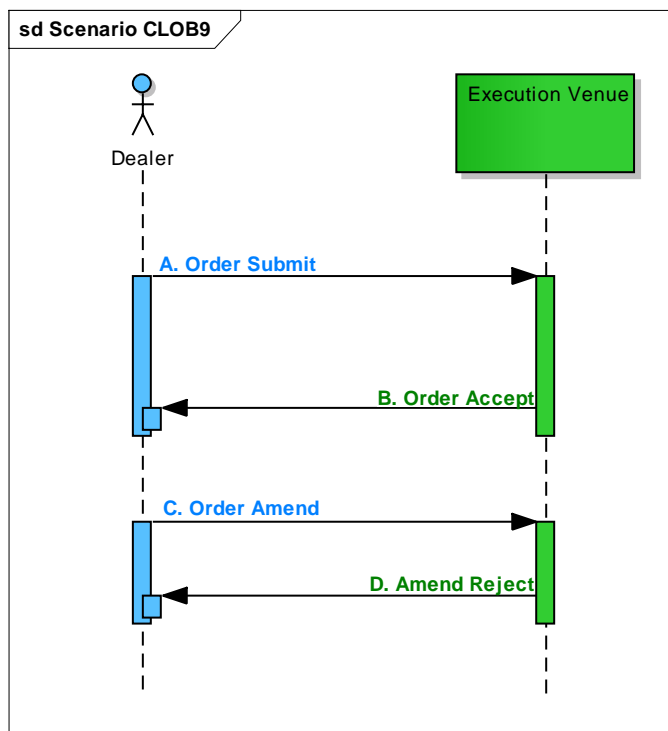 sd Scenario CLOB9
Execution Venue
Dealer
A. Order Submit
B. Order Accept
C. Order Amend
D. Amend Reject